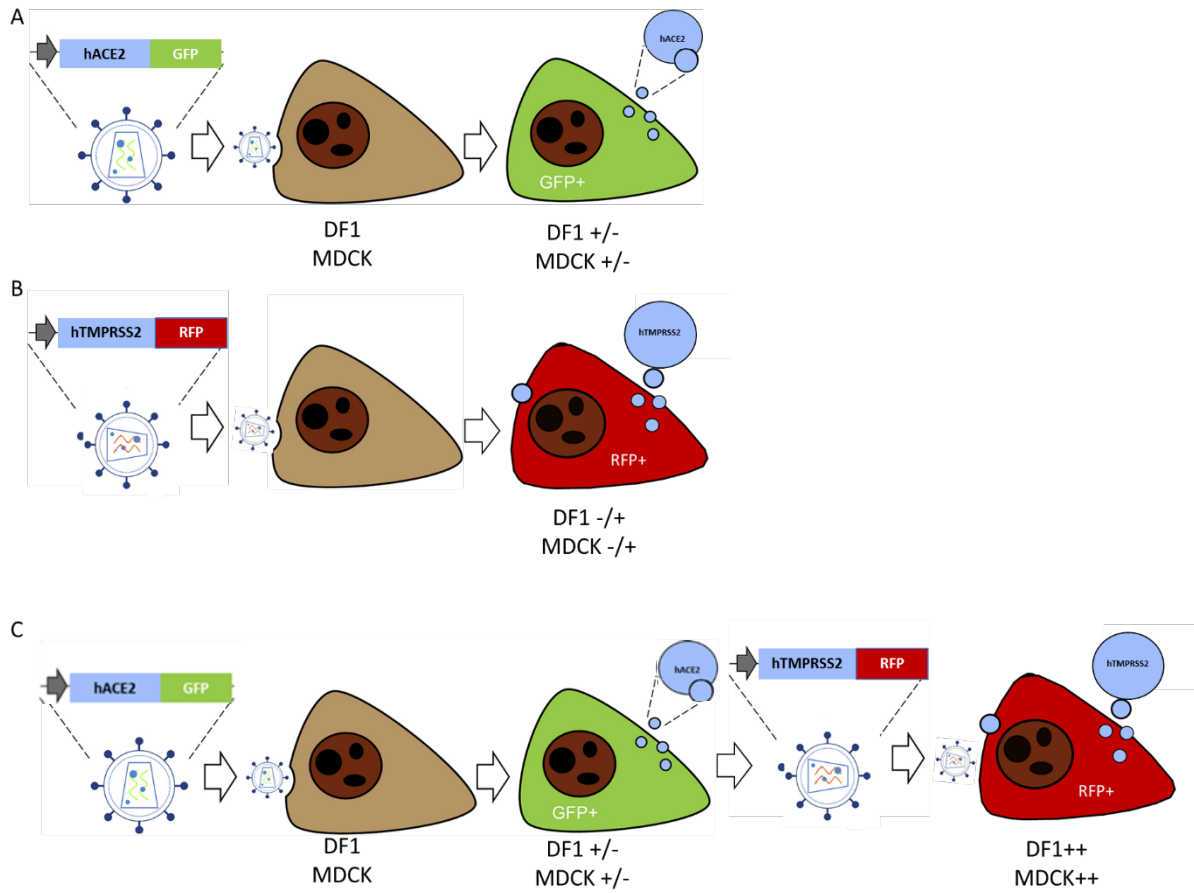 A
hACE2 GFP
hACE2
GFP+
DF1
MDCK
DF1 +/-
MDCK +/-
B
hTMPRSS2 RFP
hTMPRSS2
RFP+
DF1 -/+
MDCK -/+
C
hACE2 GFP
hACE2
hTMPRSS2 RFP
hTMPRSS2
GFP+
RFP+
DF1
MDCK
DF1 +/-
MDCK +/-
DF1++
MDCK++